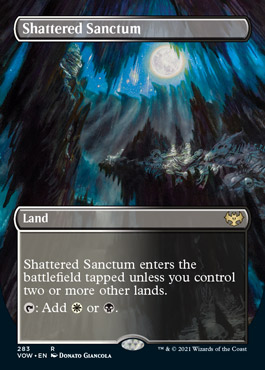 Shattered Sanctum
Land
Shattered Sanctum enters the
battlefield tapped unless you control
two or more other lands.
: Add or .
283 R
VOW • EN Donato Giancola
™ & © 2021 Wizards of the Coast